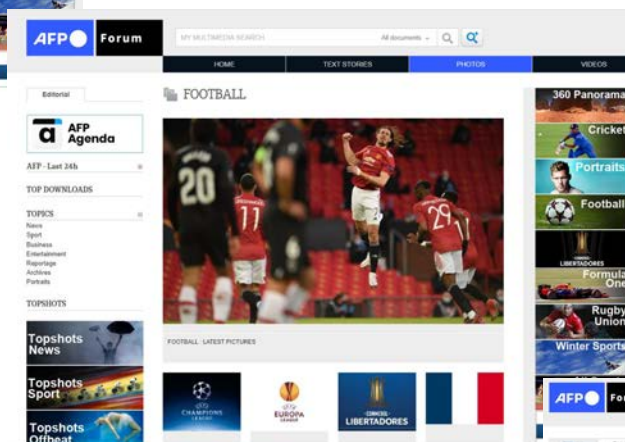 AFP Forum
MY MULTIMEDIA SEARCH
All documents
HOME
TEXT STORIES
PHOTOS
VIDEOS
Editorial
a AFP
Agenda
AFP - Last 24h
TOP DOWNLOADS
TOPICS
News
Sport
Business
Entertainment
Reportage
Archives
Portraits
TOPSHOTS
Topshots
News
Topshots
Sport
Topshots
Offbeat
FOOTBALL
20
11
29
FOOTBALL LATEST PICTURES
CHAMPIONS
LEAGUE
EUROPA
LEAGUE
LIBERTADORES
360 Panorama
Cricket
Portraits
Football
LIBERTADORES
Formula
One
Rugby
Union
Winter Sports
AFP